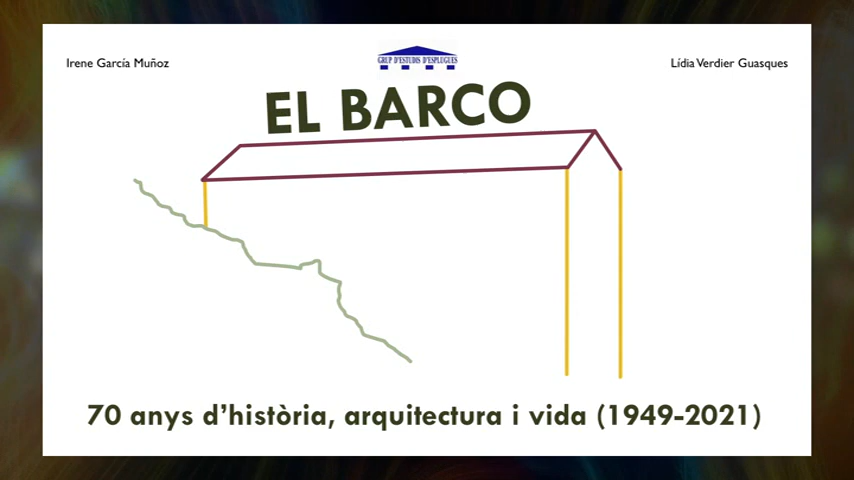 Irene García Muñoz
GRUP D'ESTUDIS D'ESPLUGUES
Lídia Verdier Guasques
EL BARCO
70 anys d'història, arquitectura i vida (1949-2021)